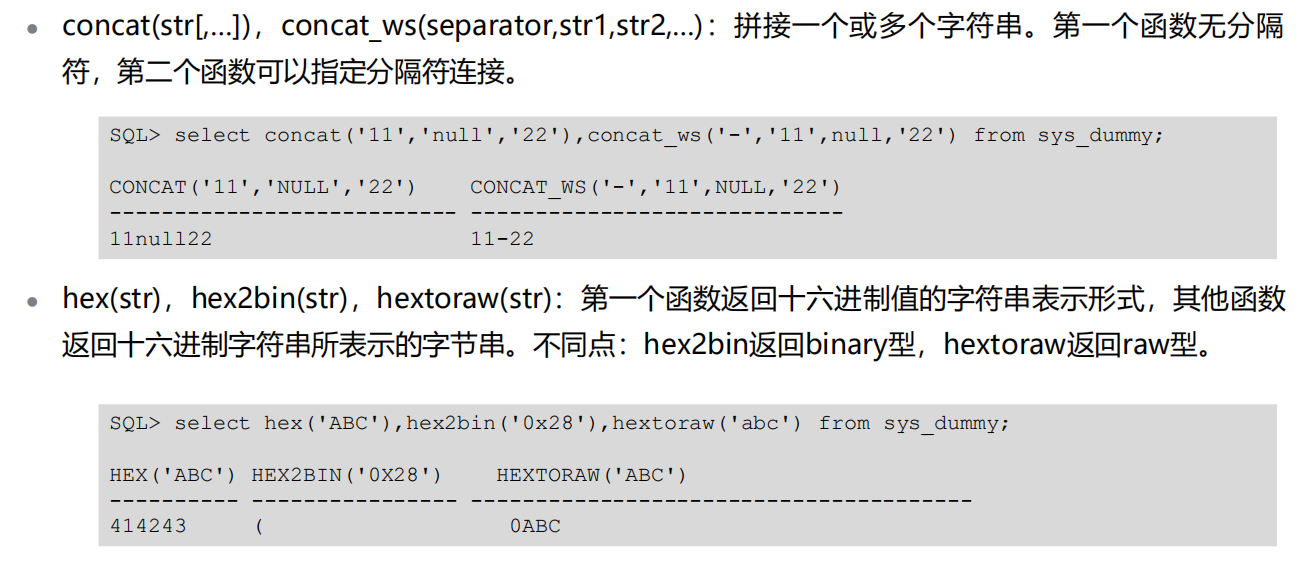 • concat(str[,...])，concat_ws(separator,str1,str2,...)：拼接一个或多个字符串。第一个函数无分隔
符，第二个函数可以指定分隔符连接。
SQL> select concat('11','null','22'),concat_ws('-','11',null,'22') from sys_dummy;
CONCAT('11','NULL','22')    CONCAT_WS('-','11',NULL,'22')
--------------------------- -----------------------------
11null22                    11-22
• hex(str)，hex2bin(str)，hextoraw(str)：第一个函数返回十六进制值的字符串表示形式，其他函数
返回十六进制字符串所表示的字节串。不同点：hex2bin返回binary型，hextoraw返回raw型。
SQL> select hex('ABC'),hex2bin('0x28'),hextoraw('abc') from sys_dummy;
HEX('ABC') HEX2BIN('0X28')    HEXTORAW('ABC')
---------- ---------------- ---------------------------------------
414243     (                   0ABC